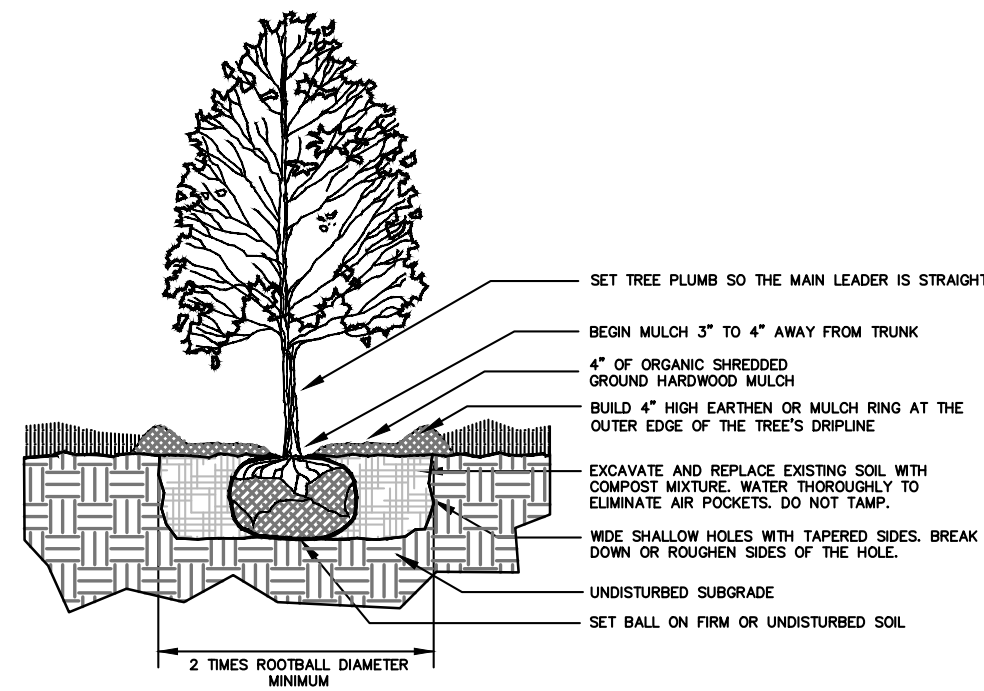 SET TREE PLUMB SO THE MAIN LEADER IS STRAIGHT
BEGIN MULCH 3" TO 4" AWAY FROM TRUNK
4" OF ORGANIC SHREDDED
GROUND HARDWOOD MULCH
BUILD 4" HIGH EARTHEN OR MULCH RING AT THE
OUTER EDGE OF THE TREE'S DRIPLINE
EXCAVATE AND REPLACE EXISTING SOIL WITH
COMPOST MIXTURE. WATER THOROUGHLY TO
ELIMINATE AIR POCKETS. DO NOT TAMP.
WIDE SHALLOW HOLES WITH TAPERED SIDES. BREAK
DOWN OR ROUGHEN SIDES OF THE HOLE.
UNDISTURBED SUBGRADE
SET BALL ON FIRM OR UNDISTURBED SOIL
2 TIMES ROOTBALL DIAMETER
MINIMUM